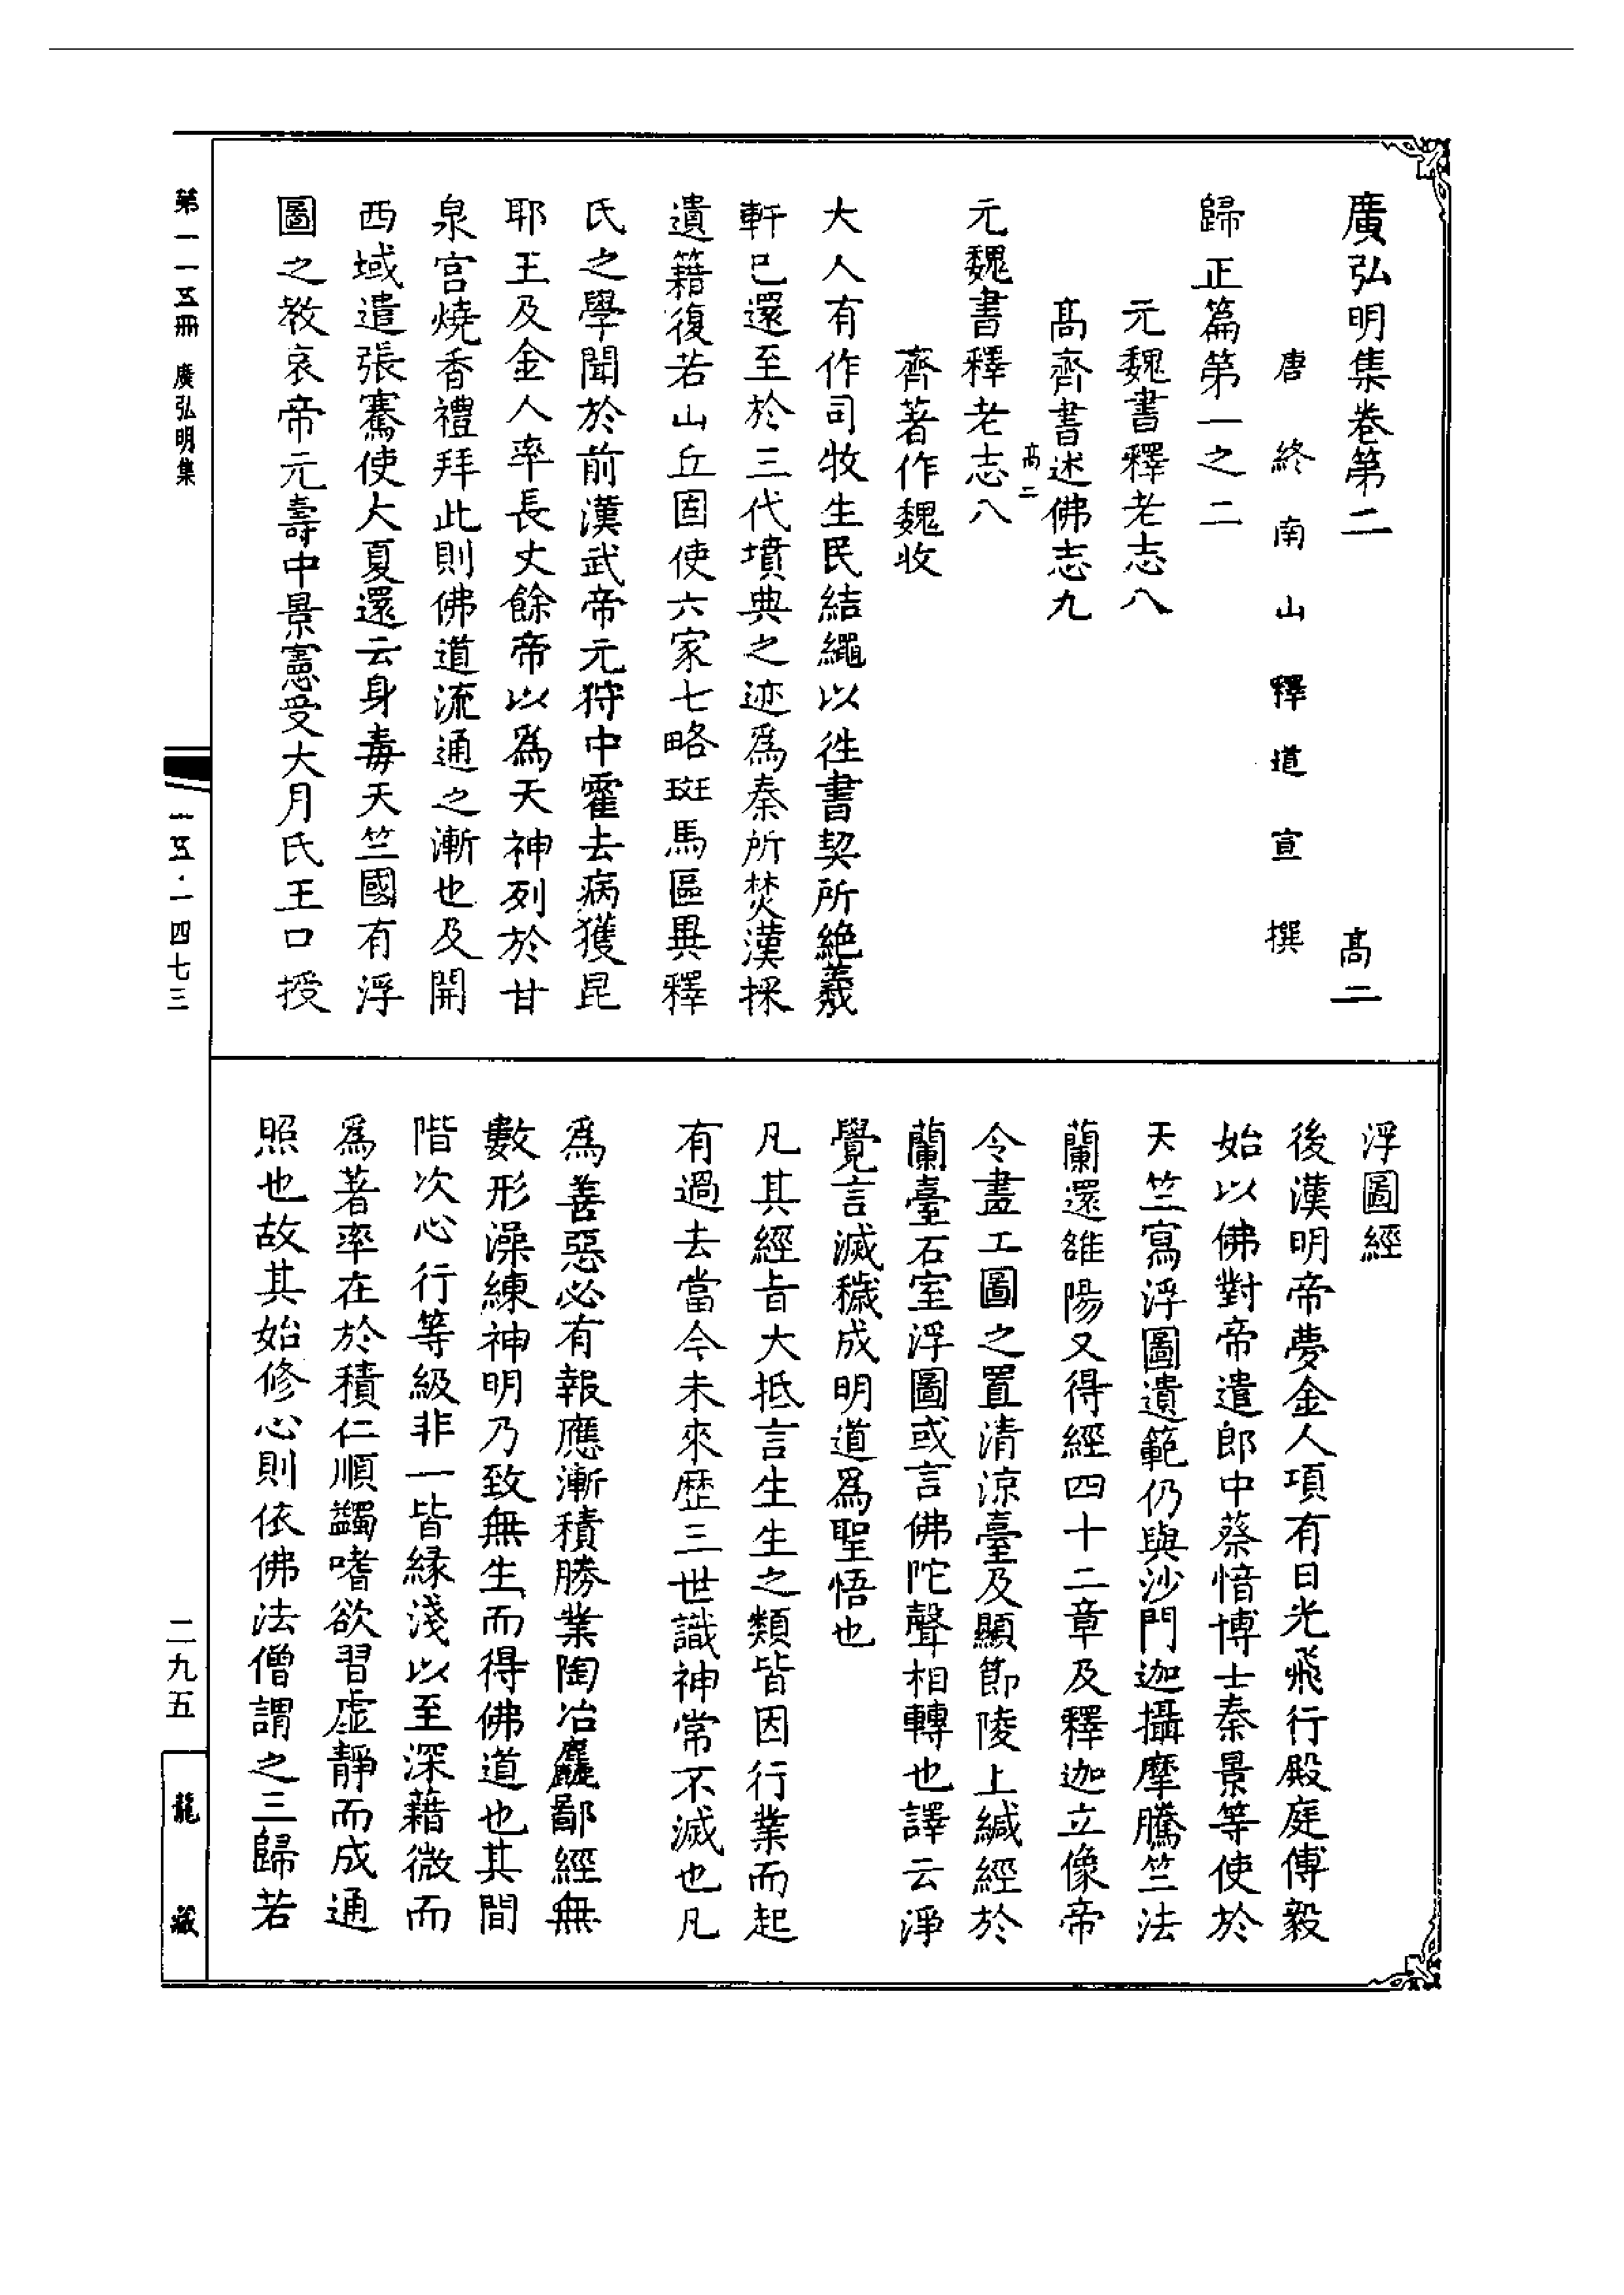 廣弘明集卷第二 高二
唐終南山釋道宣撰
歸正篇第一之二
元魏書釋老志八
高齊書述佛志九
高二
元魏書釋老志八
齊著作魏收
大人有作司牧生民結繩以徃書契所絶羲
軒已還至於三代墳典之迹爲秦所焚漢採
遺籍復若山丘固使六家七略班馬區異釋
氏之學聞於前漢武帝元狩中霍去病獲昆
耶王及金人率長丈餘帝以爲天神列於甘
泉宫燒香禮拜此則佛道流通之漸也及開
西域遣張騫使大夏還云身毒天竺國有浮
圖之教哀帝元壽中景憲受大月氏王口授
浮圖經
後漢明帝夢金人項有日光飛行殿庭傅毅
始以佛對帝遣郎中蔡愔博士秦景等使於
天竺寫浮圖遺範仍與沙門迦攝摩騰竺法
蘭還雒陽又得經四十二章及釋迦立像帝
令畫工圖之置清涼臺及顯節陵上緘經於
蘭臺石室浮圖或言佛陀聲相轉也譯云淨
覺言滅穢成明道爲聖悟也
凡其經旨大抵言生生之類皆因行業而起
有過去當今未來歷三世識神常不滅也凡
爲善惡必有報應漸積勝業陶冶麤鄙經無
數形澡練神明乃致無生而得佛道也其間
階次心行等級非一皆緣淺以至深藉微而
爲著率在於積仁順蠲嗜欲習虛靜而成通
照也故其始修心則依佛法僧謂之三歸若
第一一五冊 廣弘明集
一一五·一四七三
二九五
龍藏